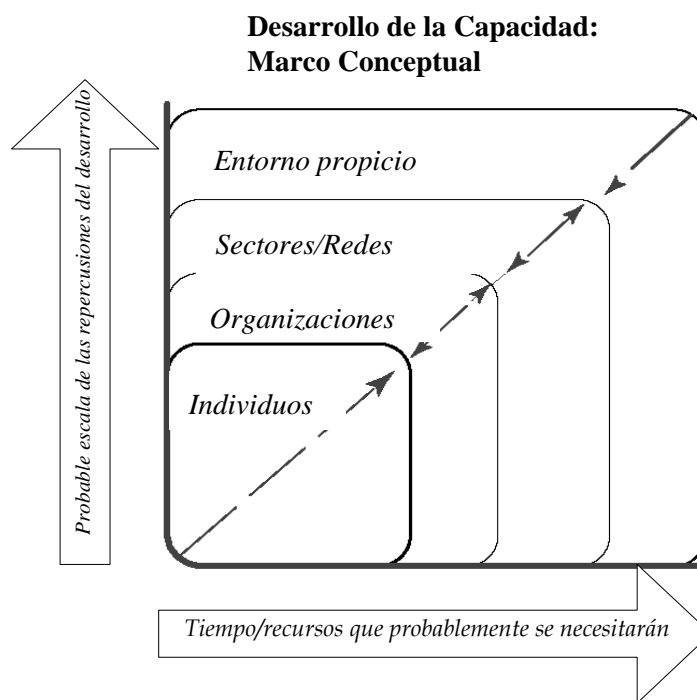 Desarrollo de la Capacidad:
Marco Conceptual
Probable escala de las repercusiones del desarrollo
Entorno propicio
Sectores/Redes
Organizaciones
Individuos
Tiempo/recursos que probablemente se necesitarán